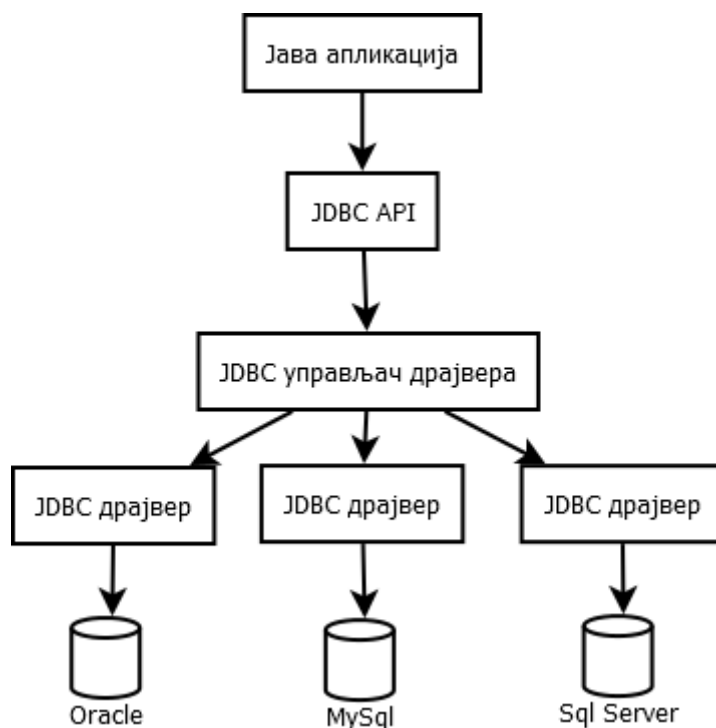 Јава апликација
JDBC API
JDBC управљач драјвера
JDBC драјвер
JDBC драјвер
JDBC драјвер
Oracle
MySql
Sql Server